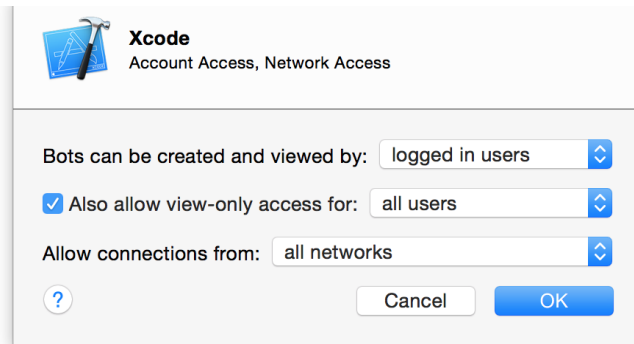 Xcode
Account Access, Network Access
Bots can be created and viewed by: logged in users
Also allow view-only access for: all users
Allow connections from: all networks
? Cancel OK